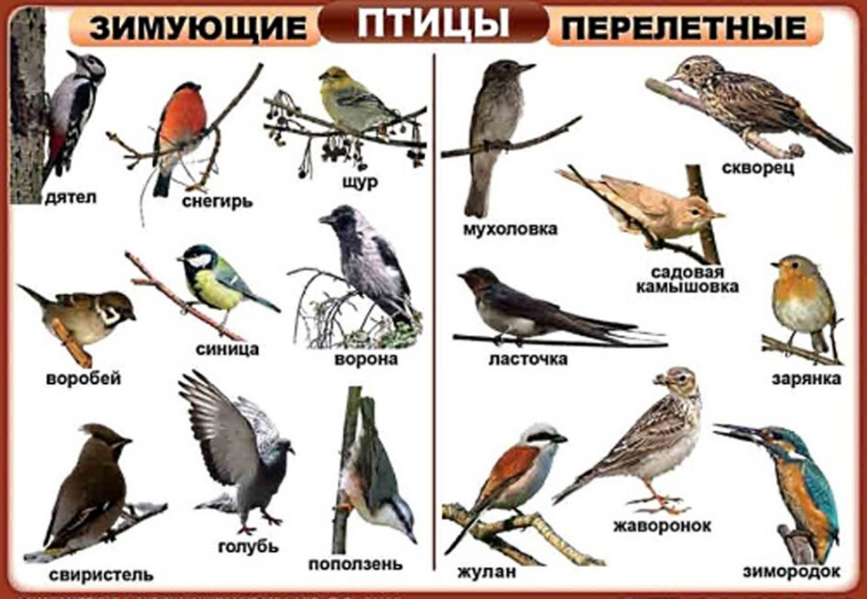 ЗИМУЮЩИЕ
ПТИЦЫ
ПЕРЕЛЕТНЫЕ
дятел
снегирь
щур
воробей
синица
ворона
свиристель
голубь
поползень
мухоловка
скворец
садовая
камышовка
ласточка
зарянка
жулан
жаворонок
зимородок